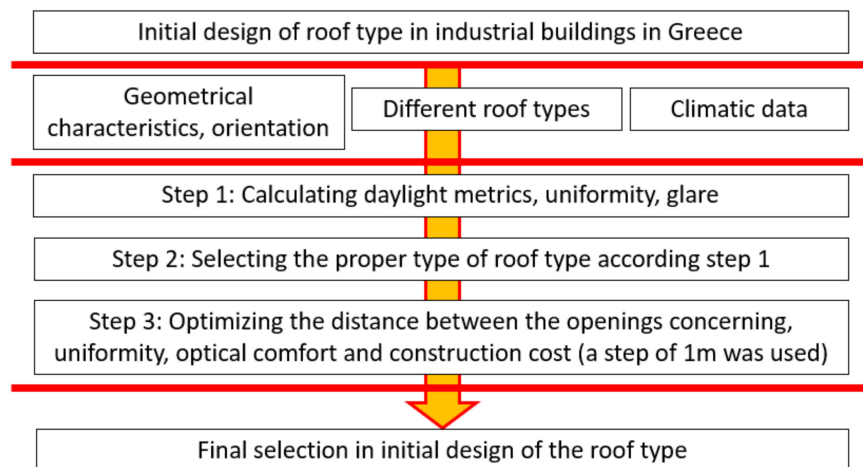 Initial design of roof type in industrial buildings in Greece
Geometrical
characteristics, orientation
Different roof types
Climatic data
Step 1: Calculating daylight metrics, uniformity, glare
Step 2: Selecting the proper type of roof type according step 1
Step 3: Optimizing the distance between the openings concerning,
uniformity, optical comfort and construction cost (a step of 1m was used)
Final selection in initial design of the roof type